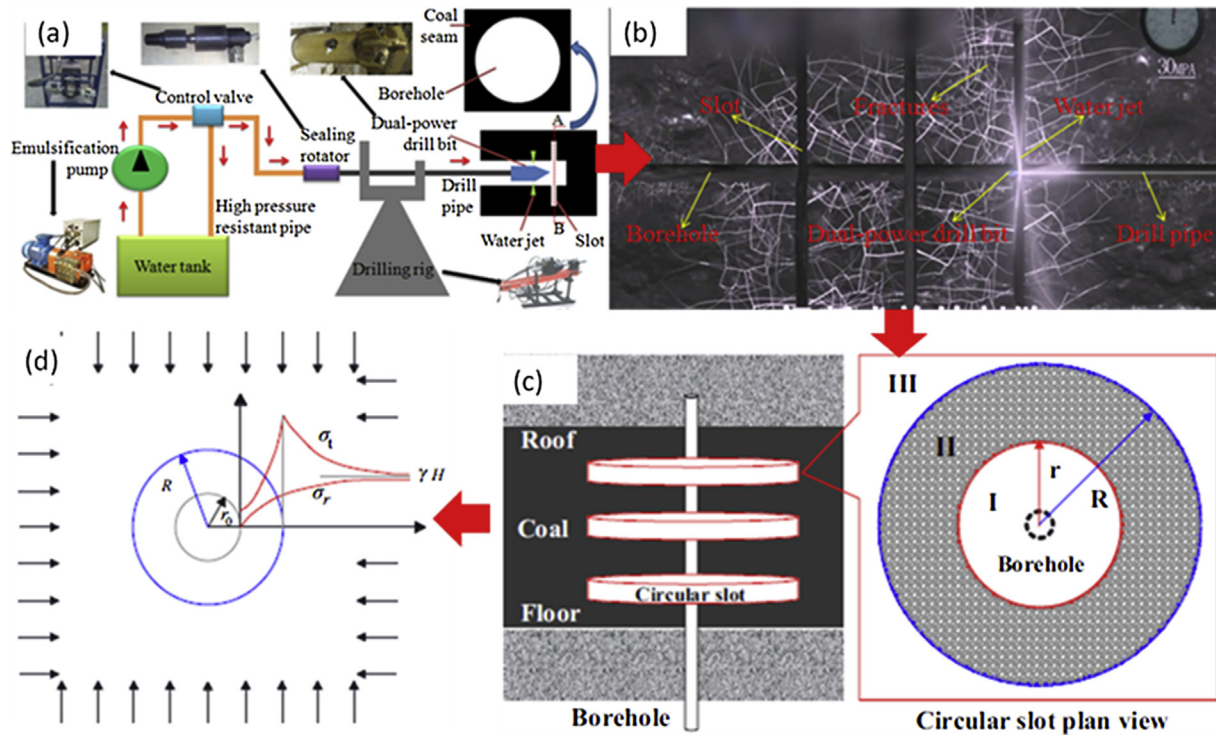 (a)
Coal
seam
Borehole
Control valve
Sealing
rotator
Dual-power
drill bit
A
Emulsification
pump
High pressure
resistant pipe
Drill
pipe
Water jet
B
Slot
Water tank
Drilling rig
(b)
30MPA
Slot
Fractures
Water jet
Borehole
Dual-power drill bit
Drill pipe
(d)
σt
R
r0
σr
γ H
(c)
Roof
Coal
Circular slot
Floor
Borehole
III
II
I
r
R
Borehole
Circular slot plan view